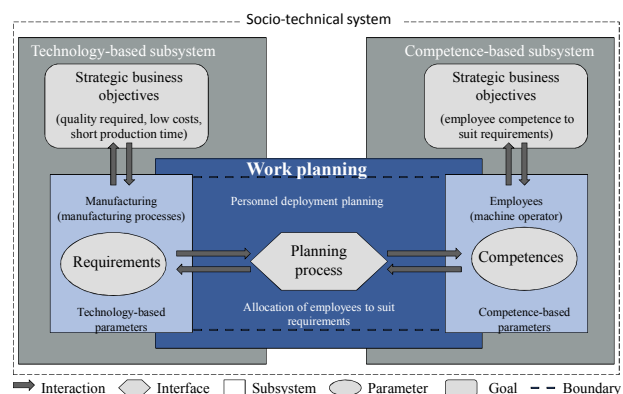 Socio-technical system
Technology-based subsystem
Strategic business
objectives
(quality required, low costs,
short production time)
Competence-based subsystem
Strategic business
objectives
(employee competence to
suit requirements)
Work planning
Manufacturing
(manufacturing processes)
Requirements
Technology-based
parameters
Personnel deployment planning
Planning
process
Allocation of employees to suit
requirements
Employees
(machine operator)
Competences
Competence-based
parameters
Interaction Interface Subsystem Parameter Goal Boundary